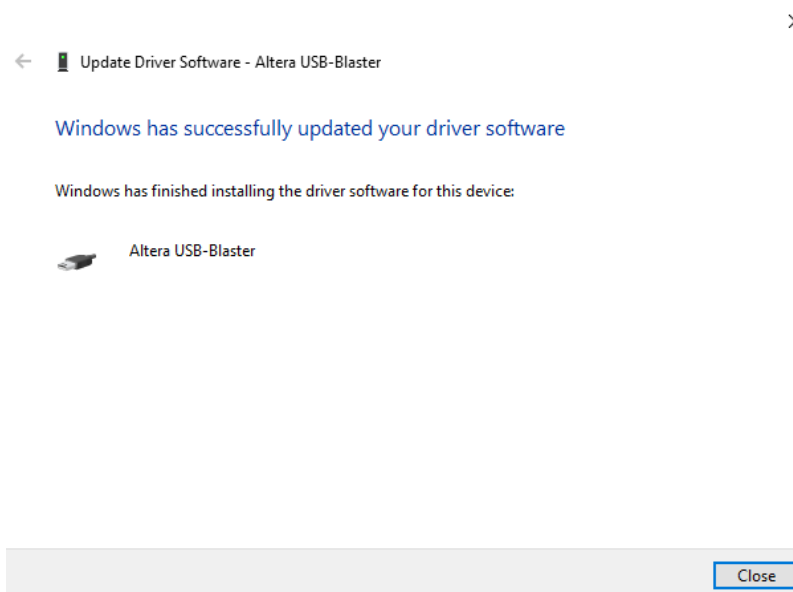 Update Driver Software - Altera USB-Blaster
Windows has successfully updated your driver software
Windows has finished installing the driver software for this device:
Altera USB-Blaster
Close